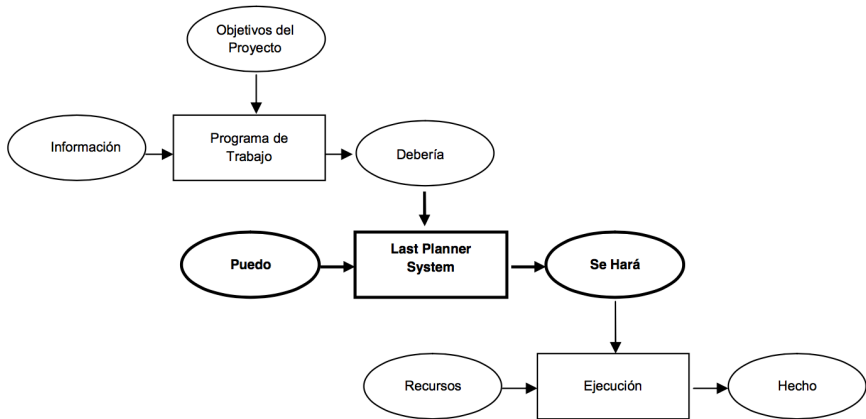 Objetivos del
Proyecto
Información
Programa de
Trabajo
Debería
Puedo
Last Planner
System
Se Hará
Recursos
Ejecución
Hecho